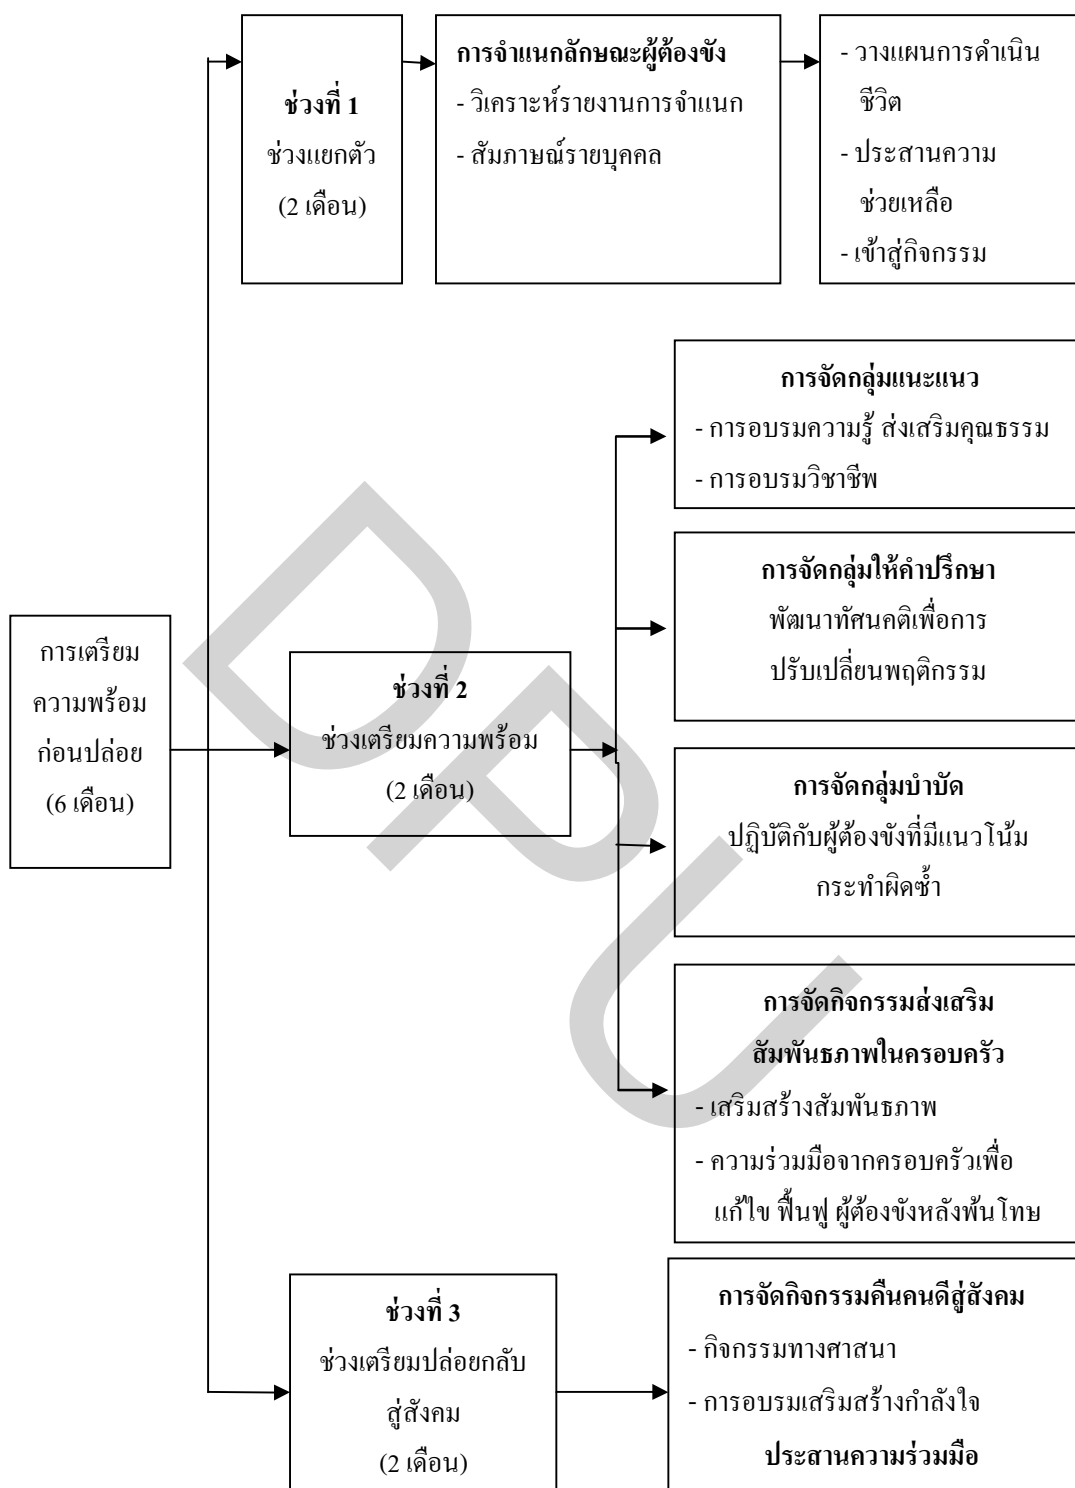 ช่วงที่ 1
ช่วงแยกตัว
(2 เดือน)
การจำแนกลักษณะผู้ต้องขัง
- วิเคราะห์รายงานการจำแนก
- สัมภาษณ์รายบุคคล
- วางแผนการดำเนิน
ชีวิต
- ประสานความ
ช่วยเหลือ
- เข้าสู่กิจกรรม
การเตรียม
ความพร้อม
ก่อนปล่อย
(6 เดือน)
ช่วงที่ 2
ช่วงเตรียมความพร้อม
(2 เดือน)
การจัดกลุ่มแนะแนว
- การอบรมความรู้ ส่งเสริมคุณธรรม
- การอบรมวิชาชีพ
การจัดกลุ่มให้คำปรึกษา
พัฒนาทัศนคติเพื่อการ
ปรับเปลี่ยนพฤติกรรม
การจัดกลุ่มบำบัด
ปฏิบัติกับผู้ต้องขังที่มีแนวโน้ม
กระทำผิดซ้ำ
การจัดกิจกรรมส่งเสริม
สัมพันธภาพในครอบครัว
- เสริมสร้างสัมพันธภาพ
- ความร่วมมือจากครอบครัวเพื่อ
แก้ไข ฟื้นฟู ผู้ต้องขังหลังพ้นโทษ
ช่วงที่ 3
ช่วงเตรียมปล่อยกลับ
สู่สังคม
(2 เดือน)
การจัดกิจกรรมคืนคนดีสู่สังคม
- กิจกรรมทางศาสนา
- การอบรมเสริมสร้างกำลังใจ
ประสานความร่วมมือ
DPU